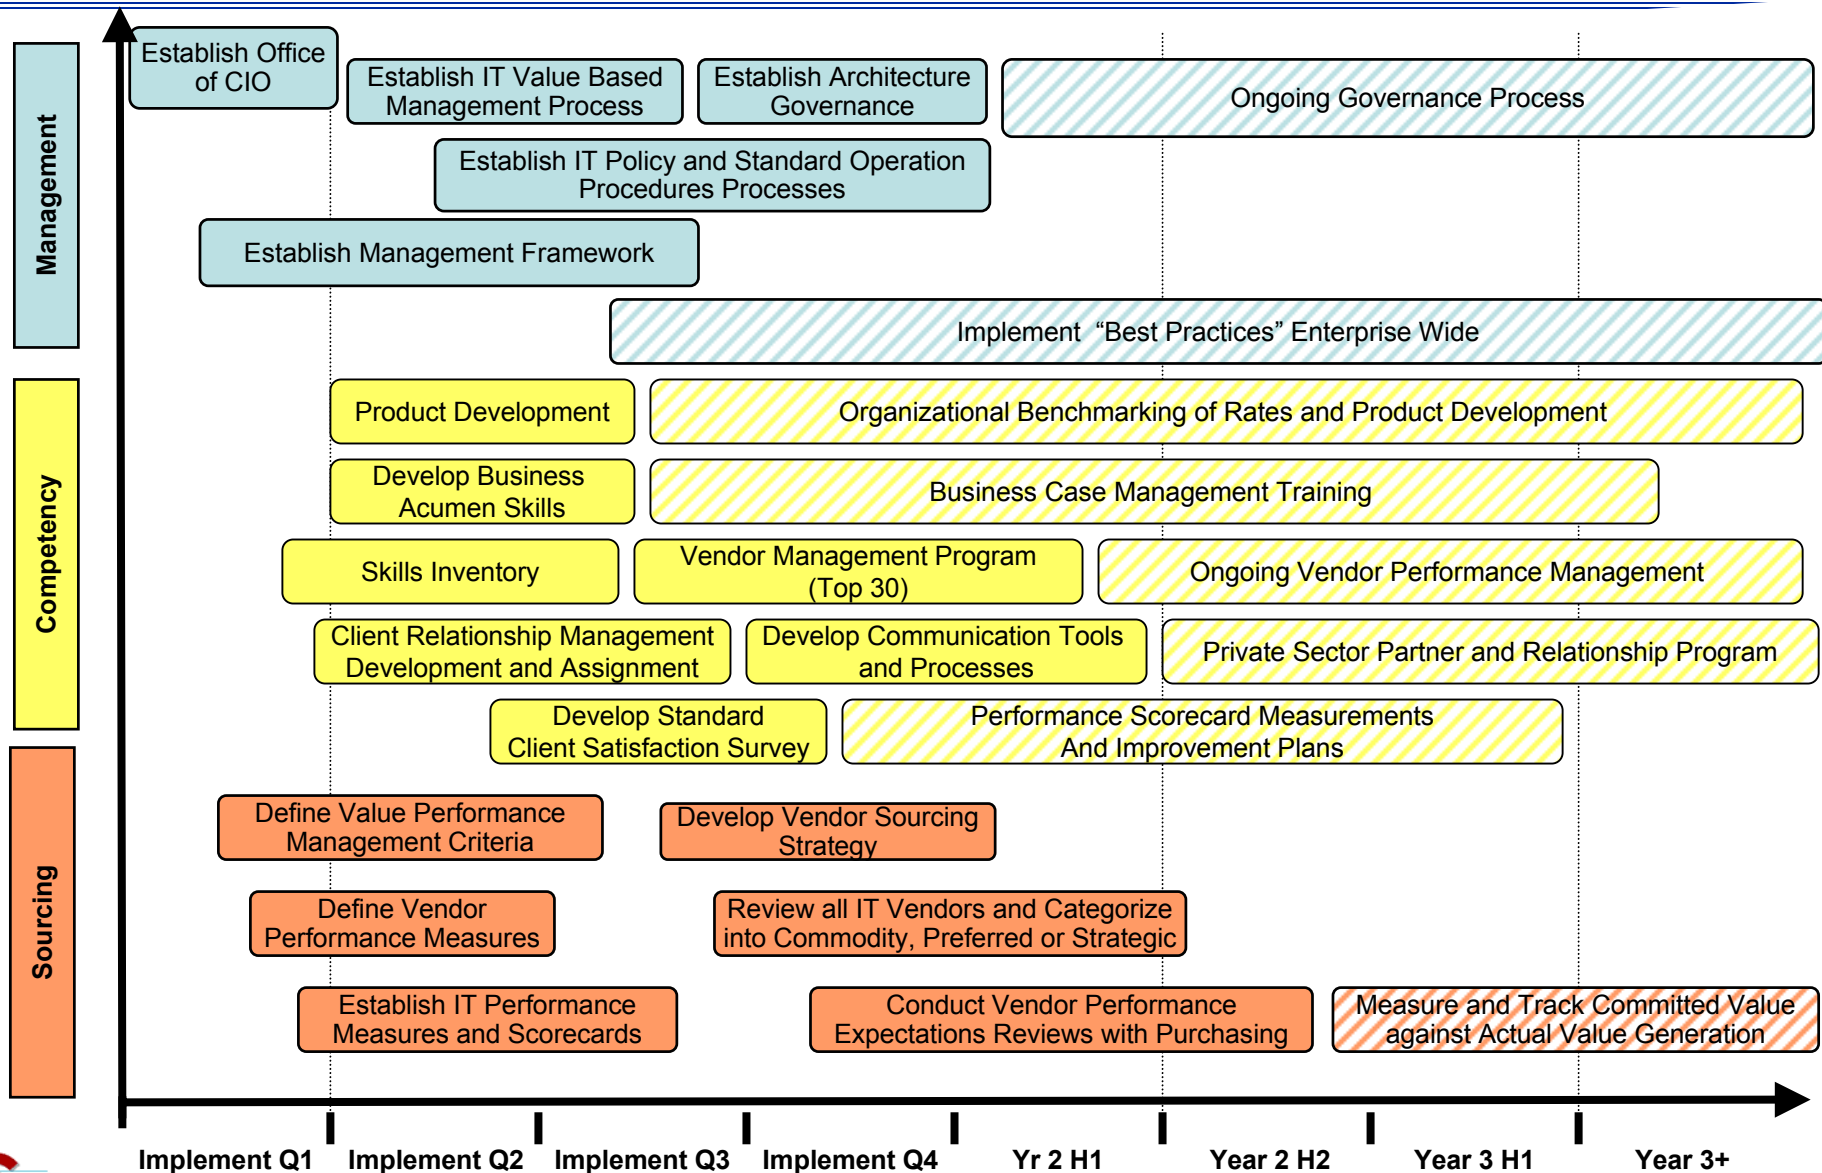 Management
Establish Office
of CIO
Establish IT Value Based
Management Process
Establish Architecture
Governance
Ongoing Governance Process
Establish IT Policy and Standard Operation
Procedures Processes
Establish Management Framework
Implement “Best Practices” Enterprise Wide
Competency
Product Development
Organizational Benchmarking of Rates and Product Development
Develop Business
Acumen Skills
Business Case Management Training
Skills Inventory
Vendor Management Program
(Top 30)
Ongoing Vendor Performance Management
Client Relationship Management
Development and Assignment
Develop Communication Tools
and Processes
Private Sector Partner and Relationship Program
Develop Standard
Client Satisfaction Survey
Performance Scorecard Measurements
And Improvement Plans
Sourcing
Define Value Performance
Management Criteria
Develop Vendor Sourcing
Strategy
Define Vendor
Performance Measures
Review all IT Vendors and Categorize
into Commodity, Preferred or Strategic
Establish IT Performance
Measures and Scorecards
Conduct Vendor Performance
Expectations Reviews with Purchasing
Measure and Track Committed Value
against Actual Value Generation
Implement Q1
Implement Q2
Implement Q3
Implement Q4
Yr 2 H1
Year 2 H2
Year 3 H1
Year 3+